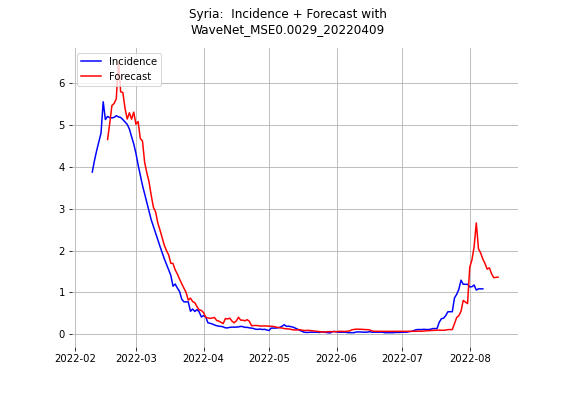 Syria:  Incidence + Forecast with
WaveNet_MSE0.0029_20220409
Incidence
Forecast
6
5
4
3
2
1
0
2022-02 2022-03 2022-04 2022-05 2022-06 2022-07 2022-08